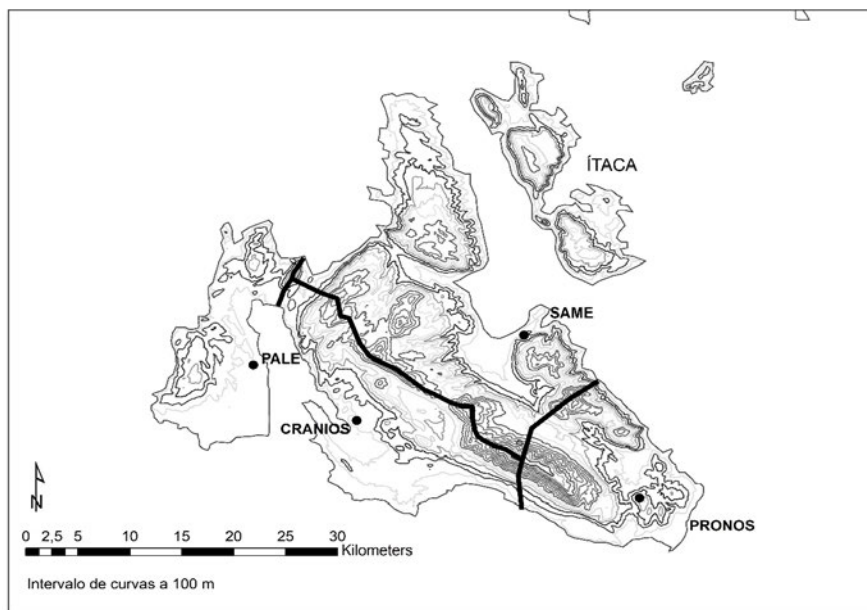 ÍTACA
SAME
PALE
CRANIOS
PRONOS
N
0 2,5 5 10 15 20 25 30
Kilometers
Intervalo de curvas a 100 m